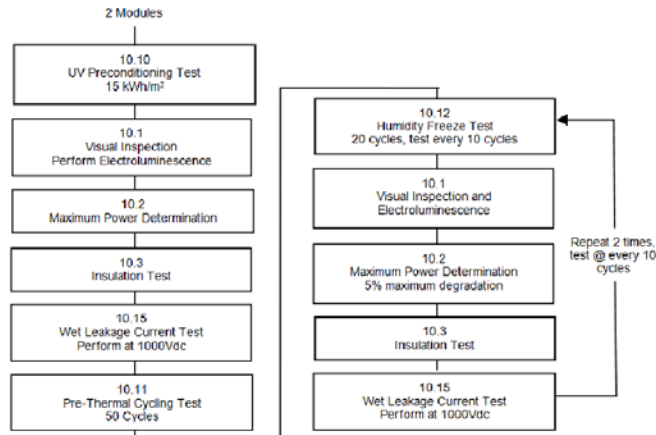 2 Modules
10.10
UV Preconditioning Test
15 kWh/m²
10.1
Visual Inspection
Perform Electroluminescence
10.2
Maximum Power Determination
10.3
Insulation Test
10.15
Wet Leakage Current Test
Perform at 1000Vdc
10.11
Pre-Thermal Cycling Test
50 Cycles
10.12
Humidity Freeze Test
20 cycles, test every 10 cycles
10.1
Visual Inspection and
Electroluminescence
10.2
Maximum Power Determination
5% maximum degradation
10.3
Insulation Test
10.15
Wet Leakage Current Test
Perform at 1000Vdc
Repeat 2 times,
test @ every 10
cycles